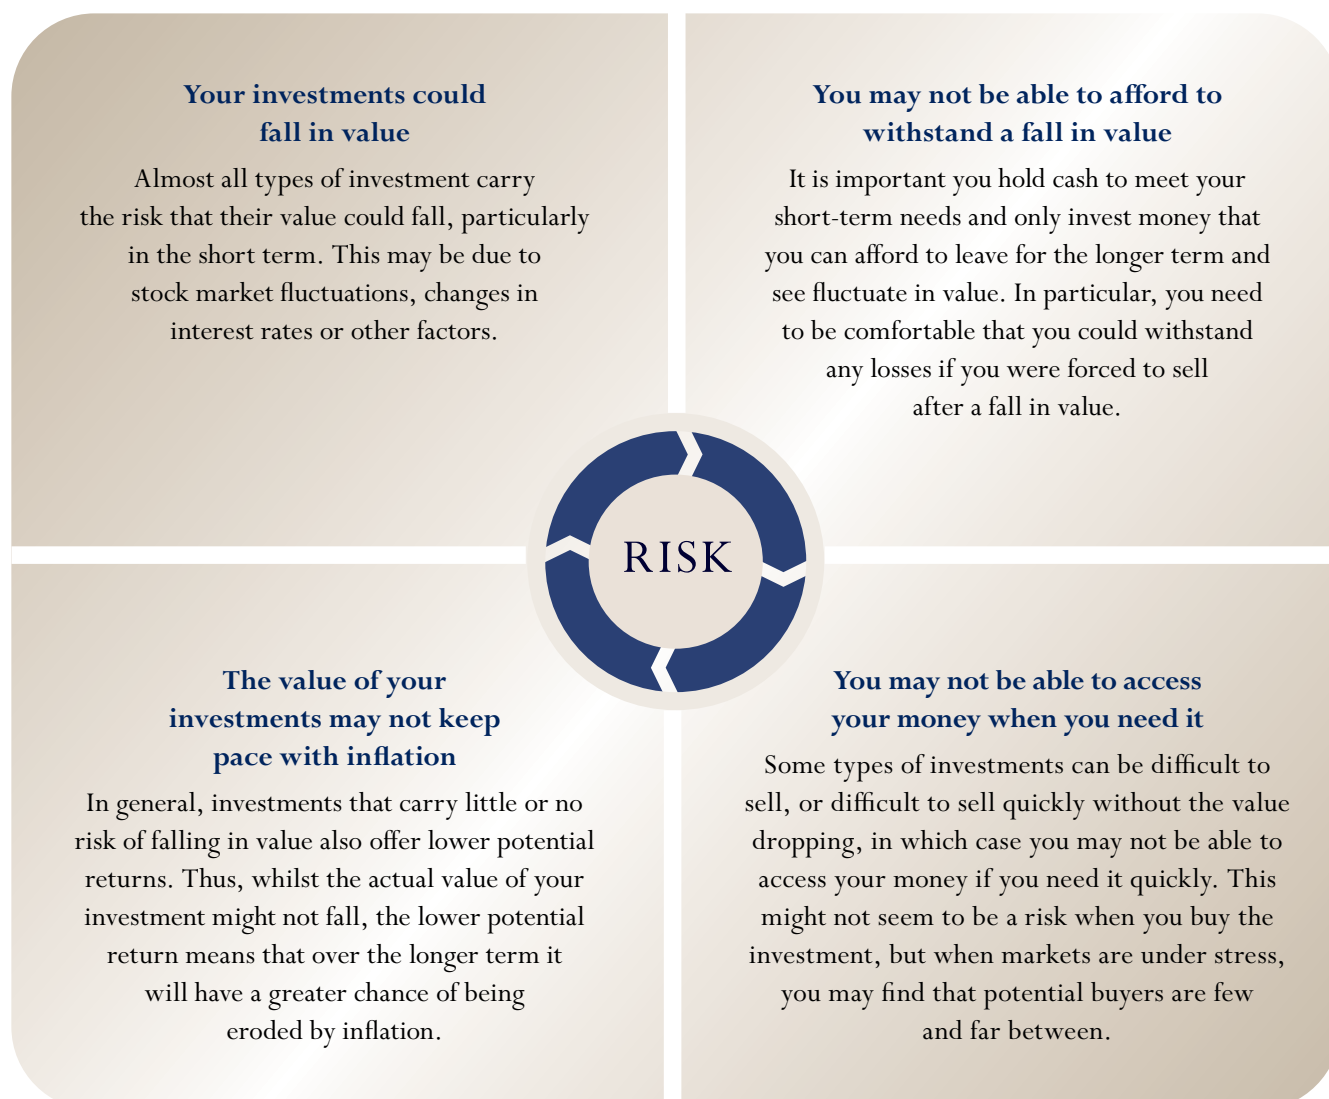 Your investments could
fall in value
Almost all types of investment carry
the risk that their value could fall, particularly
in the short term. This may be due to
stock market fluctuations, changes in
interest rates or other factors.
You may not be able to afford to
withstand a fall in value
It is important you hold cash to meet your
short-term needs and only invest money that
you can afford to leave for the longer term and
see fluctuate in value. In particular, you need
to be comfortable that you could withstand
any losses if you were forced to sell
after a fall in value.
RISK
The value of your
investments may not keep
pace with inflation
In general, investments that carry little or no
risk of falling in value also offer lower potential
returns. Thus, whilst the actual value of your
investment might not fall, the lower potential
return means that over the longer term it
will have a greater chance of being
eroded by inflation.
You may not be able to access
your money when you need it
Some types of investments can be difficult to
sell, or difficult to sell quickly without the value
dropping, in which case you may not be able to
access your money if you need it quickly. This
might not seem to be a risk when you buy the
investment, but when markets are under stress,
you may find that potential buyers are few
and far between.